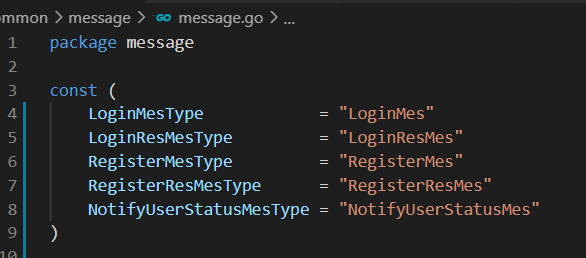 ommon > message > GO message.go > ...
1 package message
2
3 const (
4 LoginMesType = "LoginMes"
5 LoginResMesType = "LoginResMes"
6 RegisterMesType = "RegisterMes"
7 RegisterResMesType = "RegisterResMes"
8 NotifyUserStatusMesType = "NotifyUserStatusMes"
9 )
10